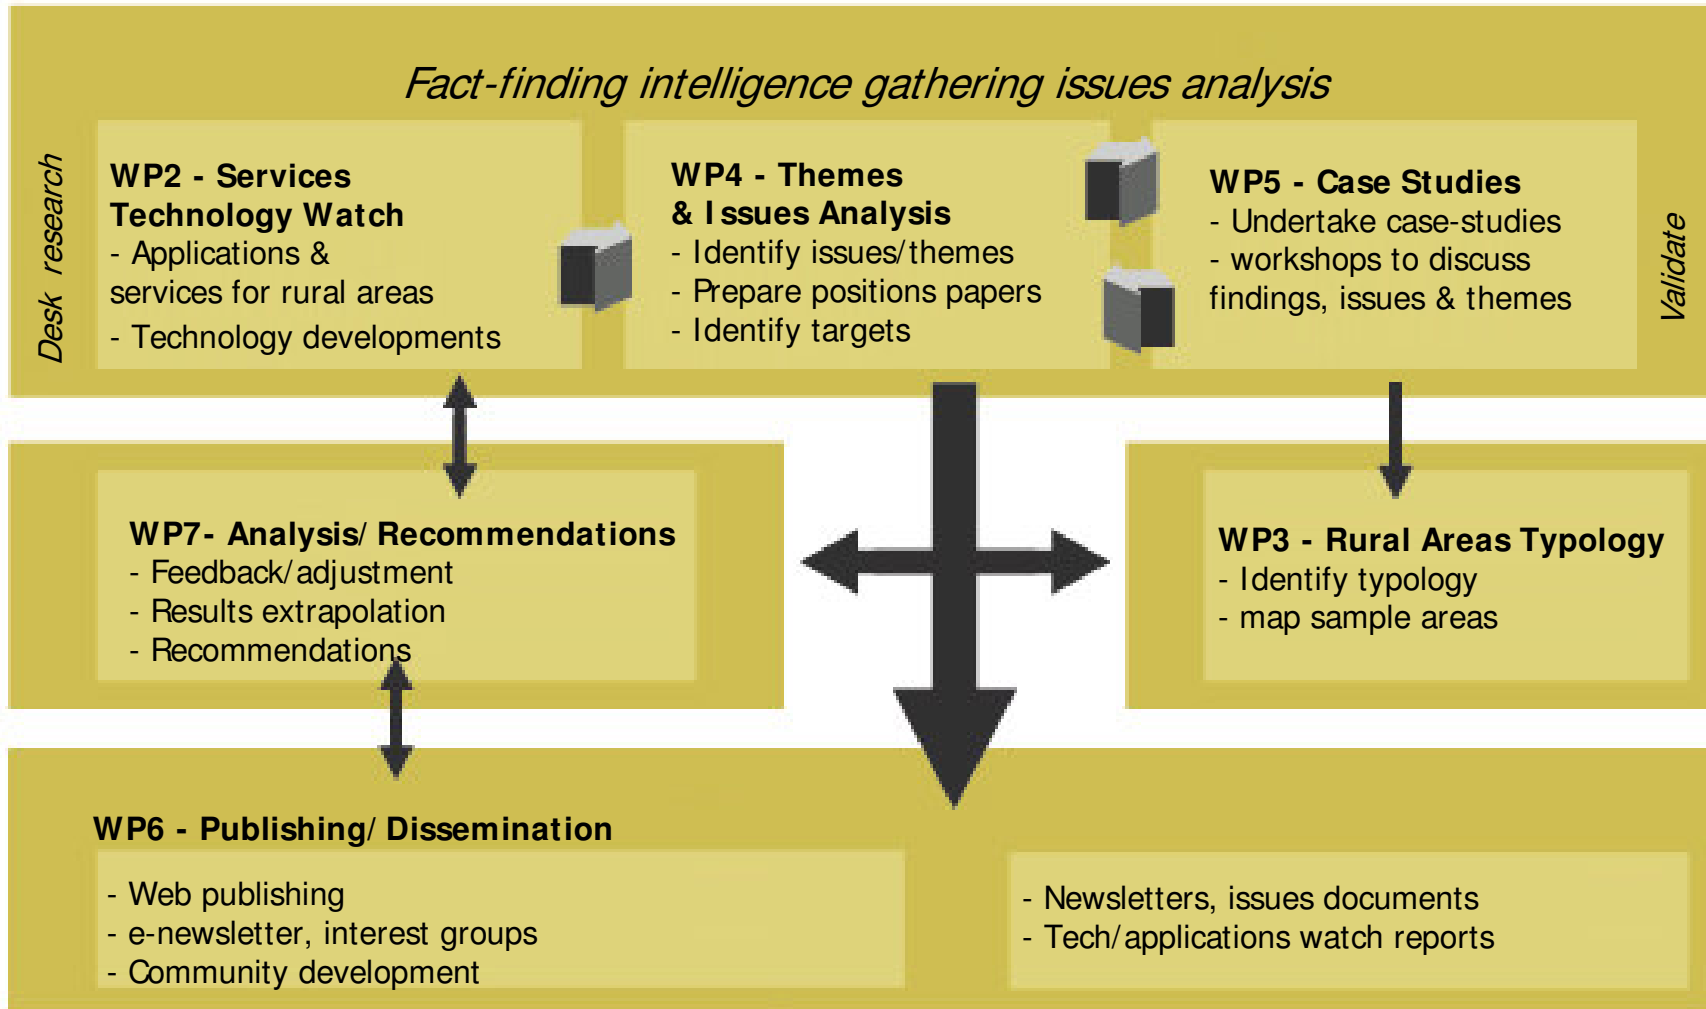 Fact-finding intelligence gathering issues analysis
Desk research
WP2 - Services
Technology Watch
- Applications &
services for rural areas
- Technology developments
WP4 - Themes
& Issues Analysis
- Identify issues/themes
- Prepare positions papers
- Identify targets
WP5 - Case Studies
- Undertake case-studies
- workshops to discuss
findings, issues & themes
Validate
WP7- Analysis/ Recommendations
- Feedback/adjustment
- Results extrapolation
- Recommendations
WP3 - Rural Areas Typology
- Identify typology
- map sample areas
WP6 - Publishing/ Dissemination
- Web publishing
- e-newsletter, interest groups
- Community development
- Newsletters, issues documents
- Tech/applications watch reports